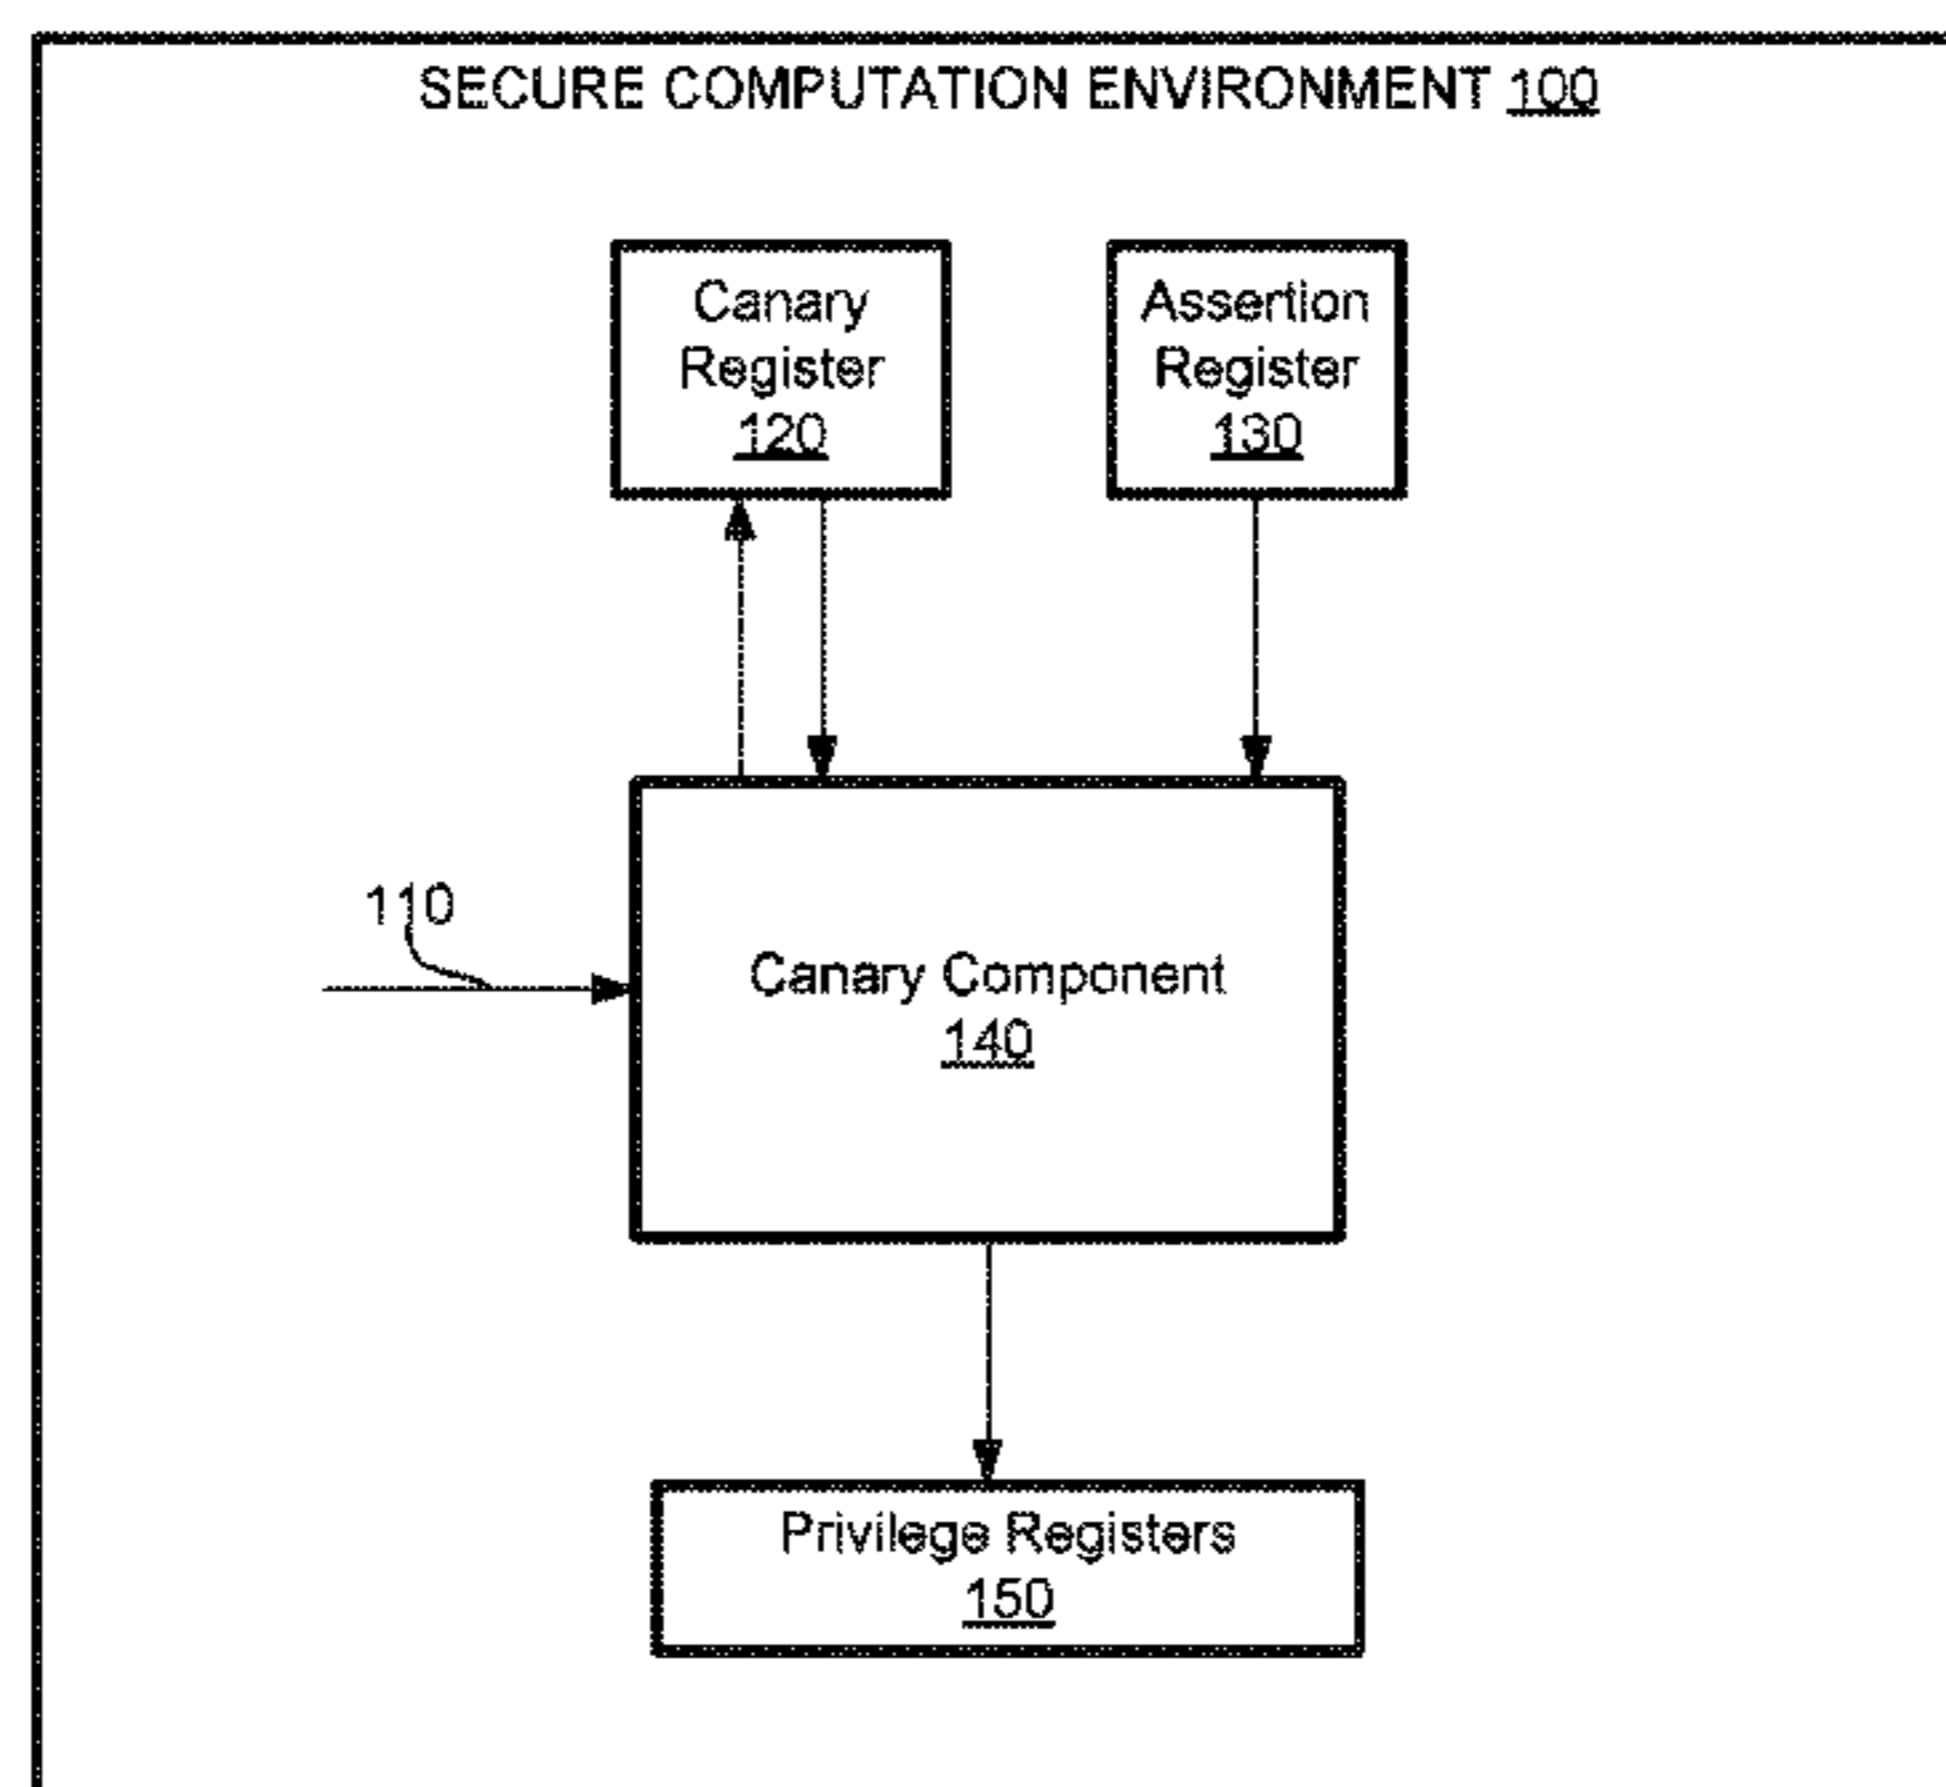 SECURE COMPUTATION ENVIRONMENT 100
Canary
Register
120
Assertion
Register
130
110
Canary Component
140
Privilege Registers
150